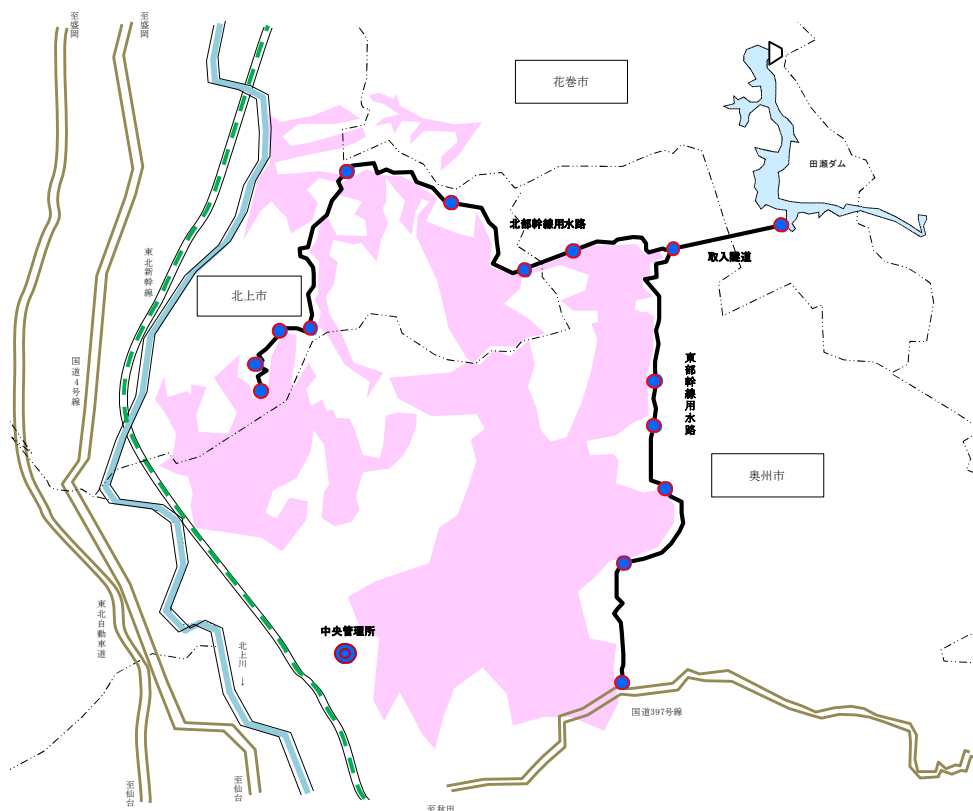 至盛岡
至盛岡
花巻市
田瀬ダム
北部幹線用水路
取入隧道
東北新幹線
北上市
国道4号線
東部幹線用水路
奥州市
中央管理所
東北自動車道
北上川 →
国道397号線
至仙台
至仙台
至秋田